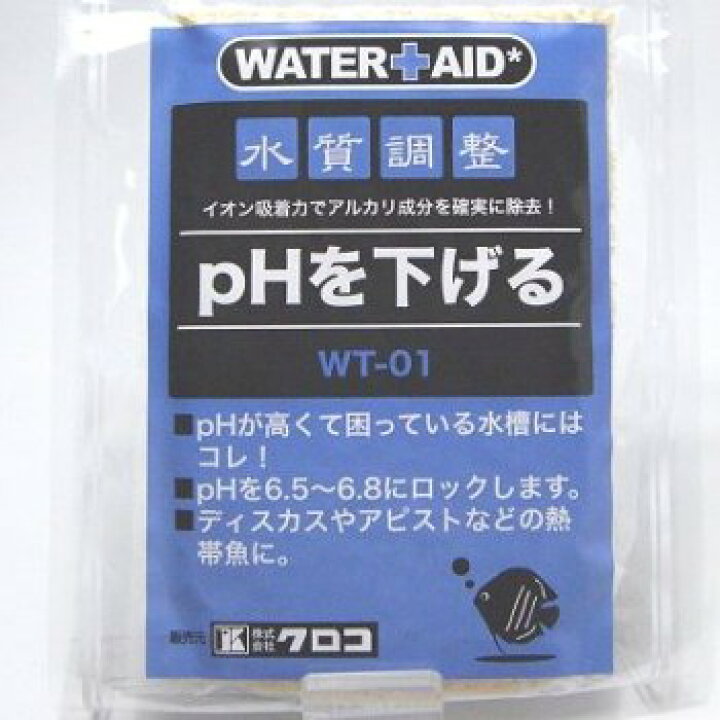 WATER+AID*
水質調整
イオン吸着力でアルカリ成分を確実に除去！
pHを下げる
WT-01
■pHが高くて困っている水槽には
コレ！
■pHを6.5〜6.8にロックします。
■ディスカスやアピストなどの熱
帯魚に。
販売元 PK 株式会社 クロコ